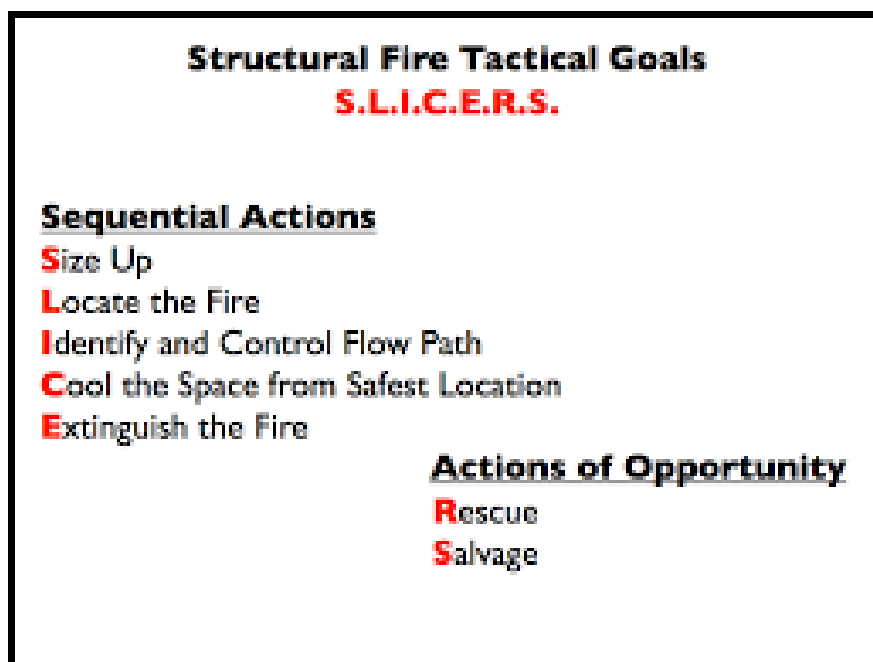 Structural Fire Tactical Goals
S.L.I.C.E.R.S.
Sequential Actions
Size Up
Locate the Fire
Identify and Control Flow Path
Cool the Space from Safest Location
Extinguish the Fire
Actions of Opportunity
Rescue
Salvage